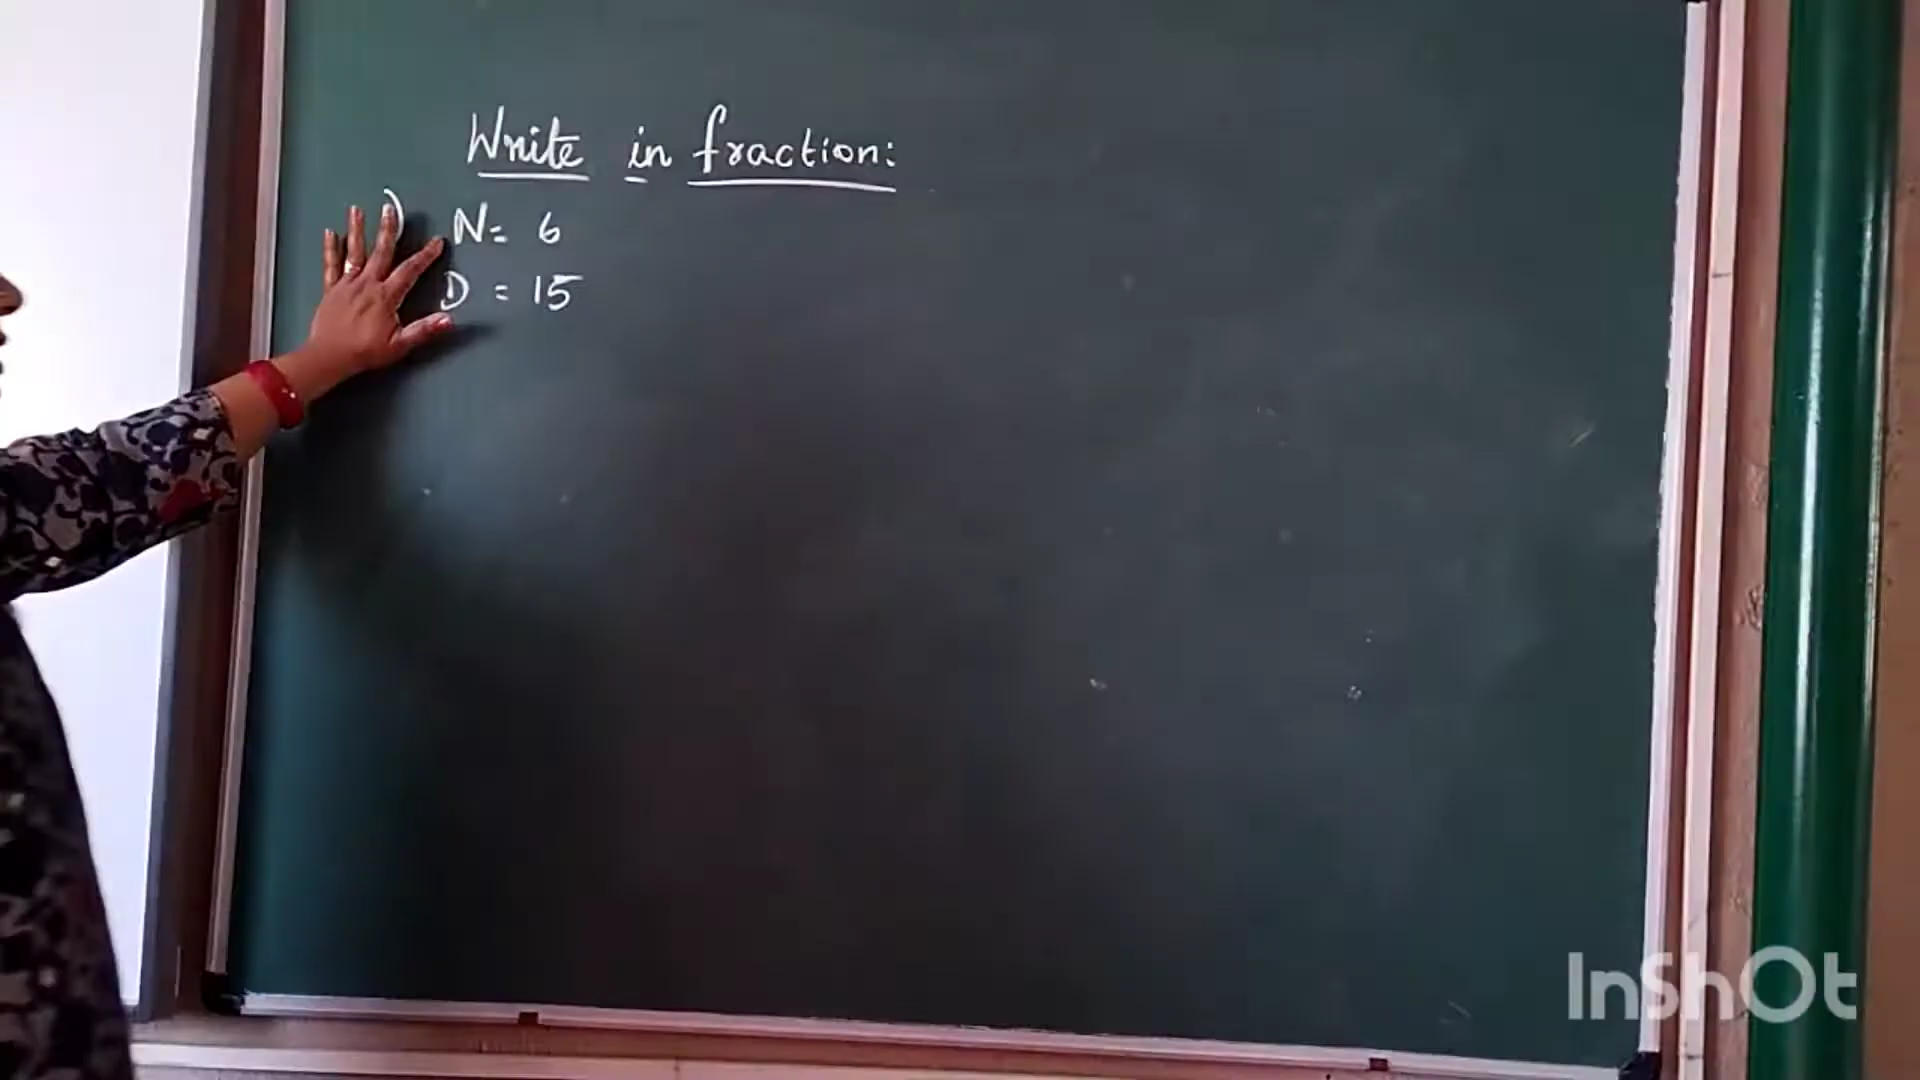 Write in fraction:
) N= 6
D = 15
InShOt